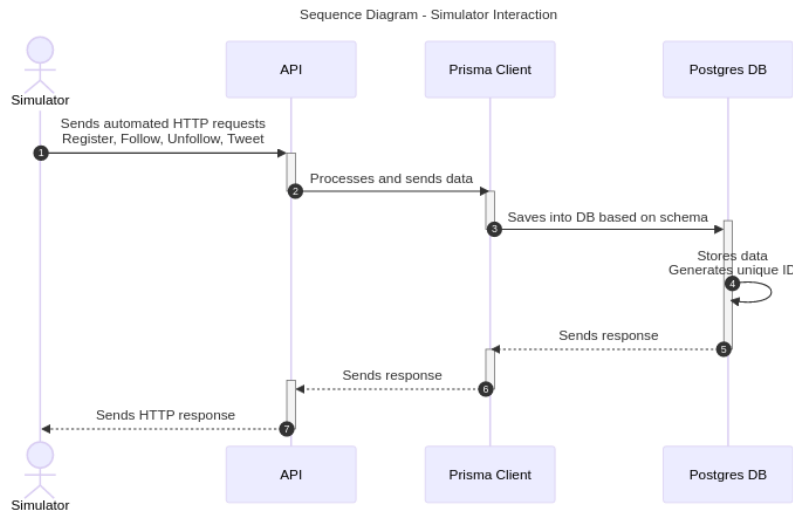 Sequence Diagram - Simulator Interaction
API
Prisma Client
Postgres DB
Simulator
Sends automated HTTP requests
Register, Follow, Unfollow, Tweet
1
Processes and sends data
2
Saves into DB based on schema
3
Stores data
Generates unique ID
4
Sends response
5
Sends response
6
Sends HTTP response
7
API
Prisma Client
Postgres DB
Simulator